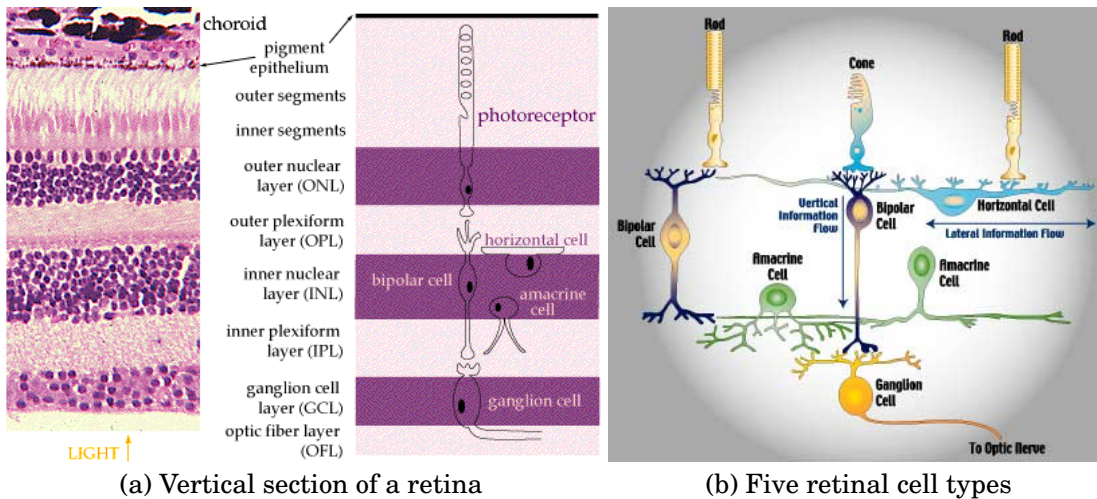 choroid
pigment
epithelium
outer segments
inner segments
outer nuclear
layer (ONL)
outer plexiform
layer (OPL)
inner nuclear
layer (INL)
inner plexiform
layer (IPL)
ganglion cell
layer (GCL)
optic fiber layer
(OFL)
LIGHT
photoreceptor
horizontal cell
bipolar cell
amacrine
cell
ganglion cell
(a) Vertical section of a retina
Rod
Cone
Rod
Bipolar
Cell
Vertical
Information
Flow
Bipolar
Cell
Horizontal Cell
Lateral Information Flow
Amacrine
Cell
Amacrine
Cell
Ganglion
Cell
To Optic Nerve
(b) Five retinal cell types